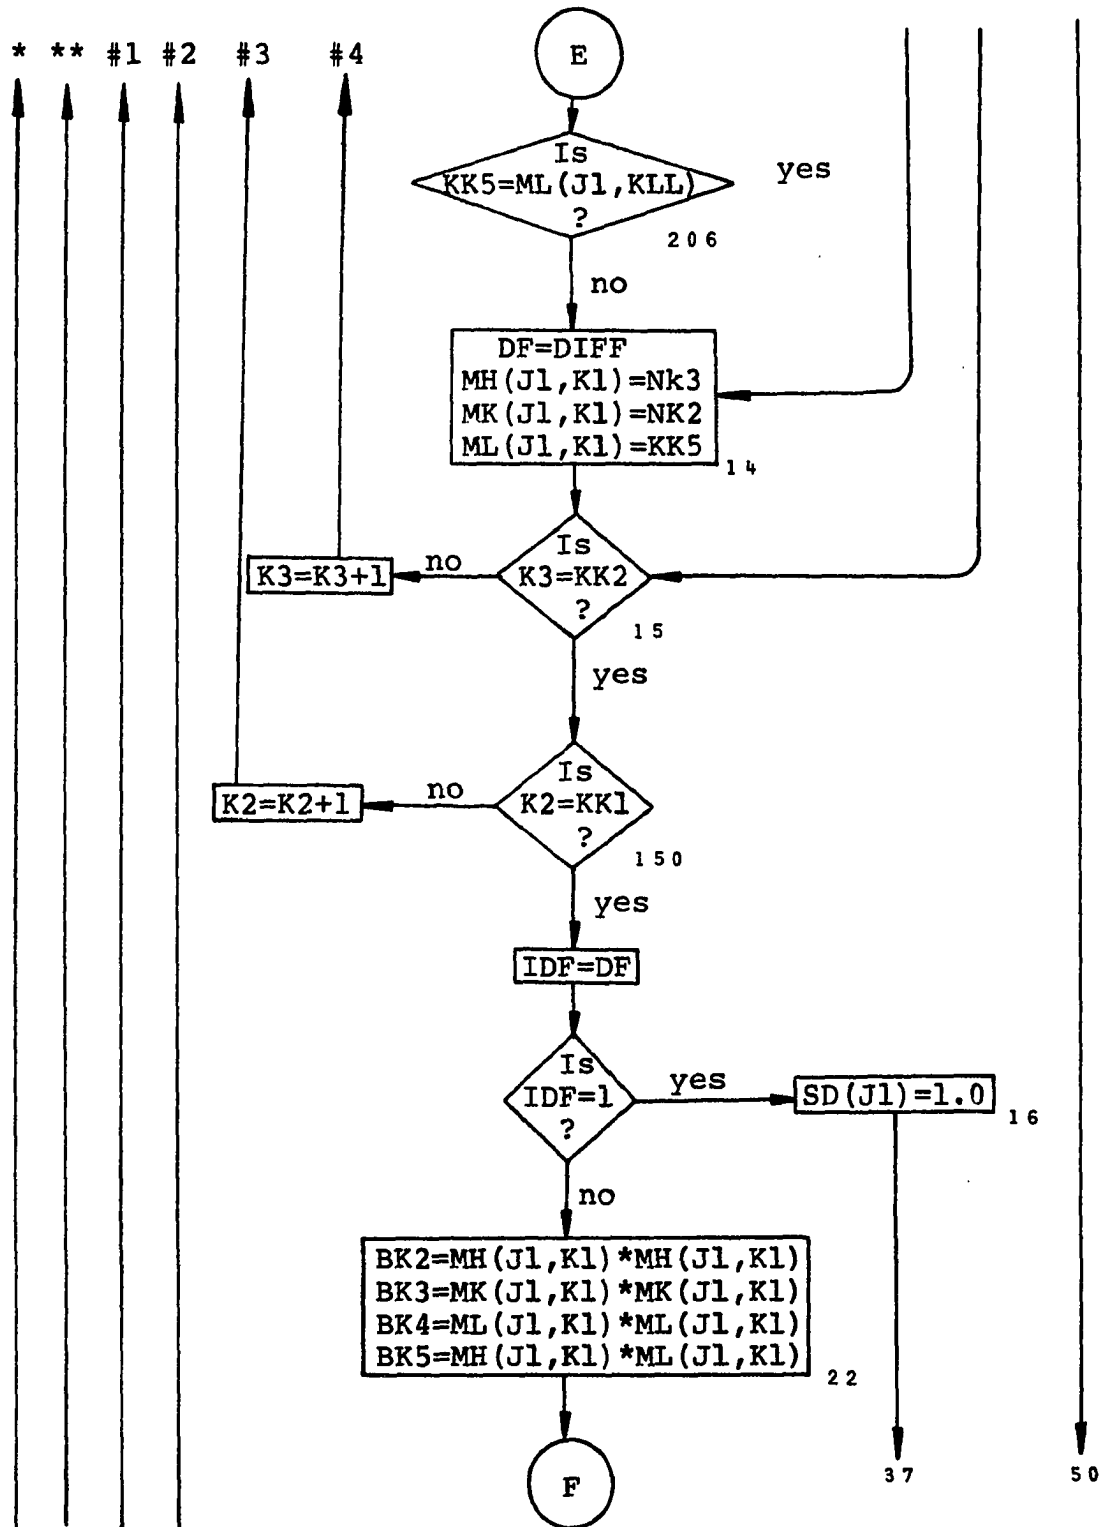 * ** #1 #2 #3 #4
E
Is
KK5=ML(J1,KLL)
?
yes
206
no
DF=DIFF
MH(J1,K1)=Nk3
MK(J1,K1)=NK2
ML(J1,K1)=KK5
14
Is
K3=KK2
?
no
K3=K3+1
15
yes
Is
K2=KK1
?
no
K2=K2+1
150
yes
IDF=DF
Is
IDF=1
?
yes
SD(J1)=1.0
16
no
BK2=MH(J1,K1)*MH(J1,K1)
BK3=MK(J1,K1)*MK(J1,K1)
BK4=ML(J1,K1)*ML(J1,K1)
BK5=MH(J1,K1)*ML(J1,K1)
22
F
37
50